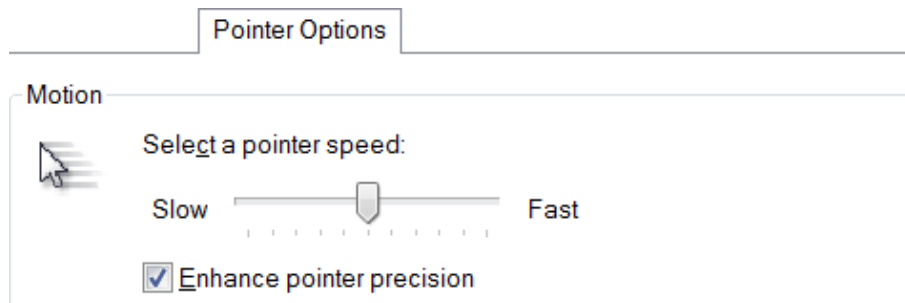 Pointer Options
Motion
Select a pointer speed:
Slow Fast
Enhance pointer precision